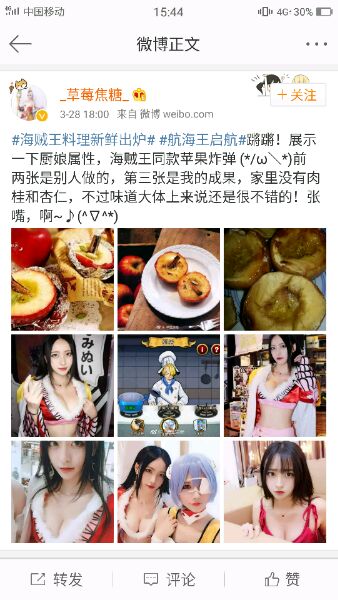 中国移动
15:44
4G
30%
微博正文
_草莓焦糖_
3-28 18:00 来自 微博 weibo.com
+关注
#海贼王料理新鲜出炉# #航海王启航#蹡蹡！展示
一下厨娘属性，海贼王同款苹果炸弹 (*/ω＼*)前
两张是别人做的，第三张是我的成果，家里没有肉
桂和杏仁，不过味道大体上来说还是很不错的！张
嘴，啊~♪(^∇^*)
みぬい
转发
评论
赞